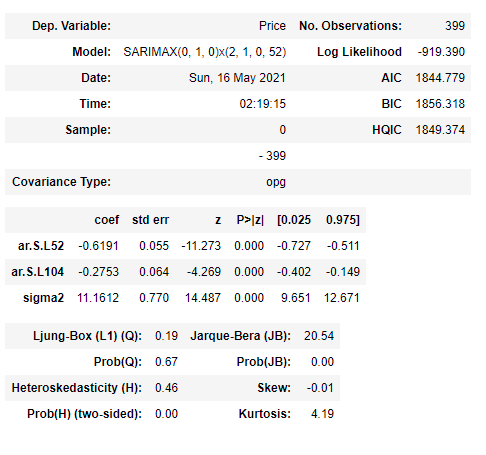 Dep. Variable: Price No. Observations: 399
Model: SARIMAX(0, 1, 0)x(2, 1, 0, 52) Log Likelihood -919.390
Date: Sun, 16 May 2021 AIC 1844.779
Time: 02:19:15 BIC 1856.318
Sample: 0 HQIC 1849.374
- 399
Covariance Type: opg
coef std err z P>|z| [0.025 0.975]
ar.S.L52 -0.6191 0.055 -11.273 0.000 -0.727 -0.511
ar.S.L104 -0.2753 0.064 -4.269 0.000 -0.402 -0.149
sigma2 11.1612 0.770 14.487 0.000 9.651 12.671
Ljung-Box (L1) (Q): 0.19 Jarque-Bera (JB): 20.54
Prob(Q): 0.67 Prob(JB): 0.00
Heteroskedasticity (H): 0.46 Skew: -0.01
Prob(H) (two-sided): 0.00 Kurtosis: 4.19